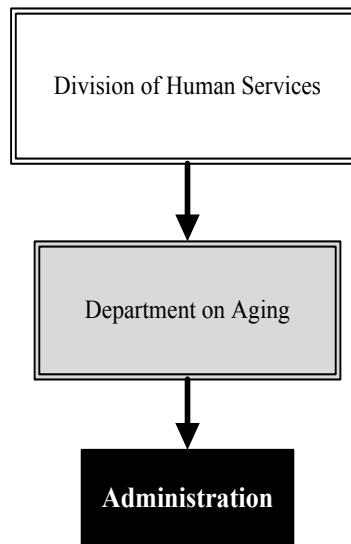 Division of Human Services
Department on Aging
Administration